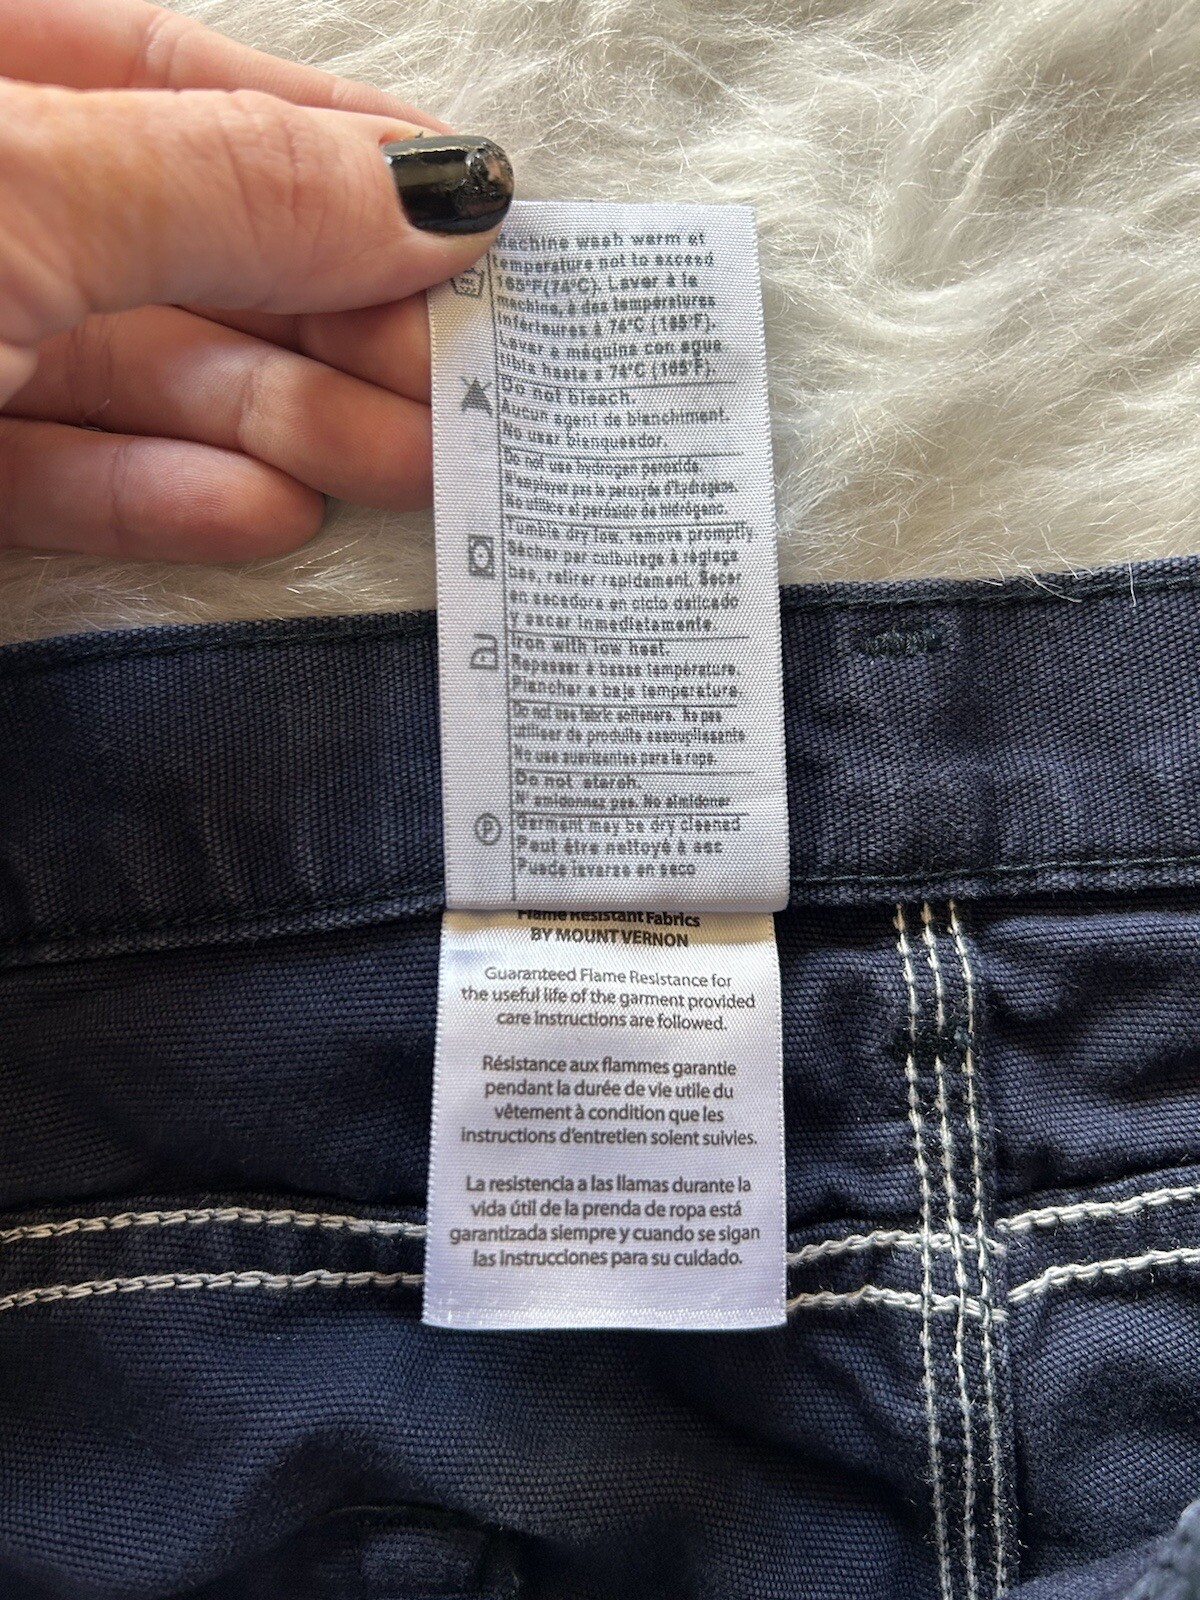 Machine wash warm at
temperature not to exceed
165°F(74°C). Laver à la
machine, à des températures
inférieures à 74°C (165°F).
Lavar a máquina con agua
tibia hasta a 74°C (165°F).
Do not bleach.
Aucun agent de blanchiment.
No usar blanqueador.
Do not use hydrogen peroxide.
N'employer pas le peroxyde d'hydrogène.
No utilice el peróxido de hidrógeno.
Tumble dry low, remove promptly
Sécher par culbutage à réglage
bas, retirer rapidement. Secar
en secadora en ciclo delicado
y sacar inmediatamente.
Iron with low heat.
Repasser à basse température.
Planchar a baja temperatura.
Do not use fabric softeners. Ne pas
utiliser de produits assouplissants
No use suavizantes para la ropa.
Do not starch.
N'amidonnez pas. No almidonar
P
Garment may be dry cleaned
Peut être nettoyé à sec
Puede lavarse en seco
Flame Resistant Fabrics
BY MOUNT VERNON
Guaranteed Flame Resistance for
the useful life of the garment provided
care instructions are followed.
Résistance aux flammes garantie
pendant la durée de vie utile du
vêtement à condition que les
instructions d'entretien soient suivies.
La resistencia a las llamas durante la
vida útil de la prenda de ropa está
garantizada siempre y cuando se sigan
las instrucciones para su cuidado.